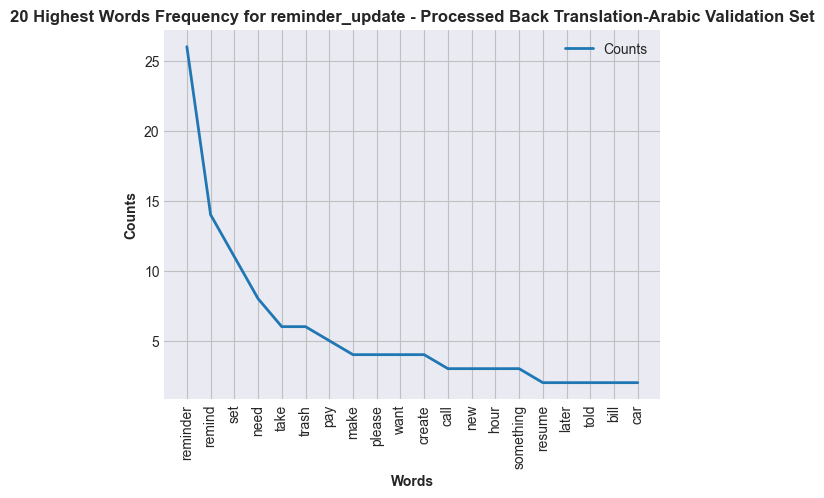 20 Highest Words Frequency for reminder_update - Processed Back Translation-Arabic Validation Set
Counts
25
20
15
10
5
Counts
reminder
remind
set
need
take
trash
pay
make
please
want
create
call
new
hour
something
resume
later
told
bill
car
Words